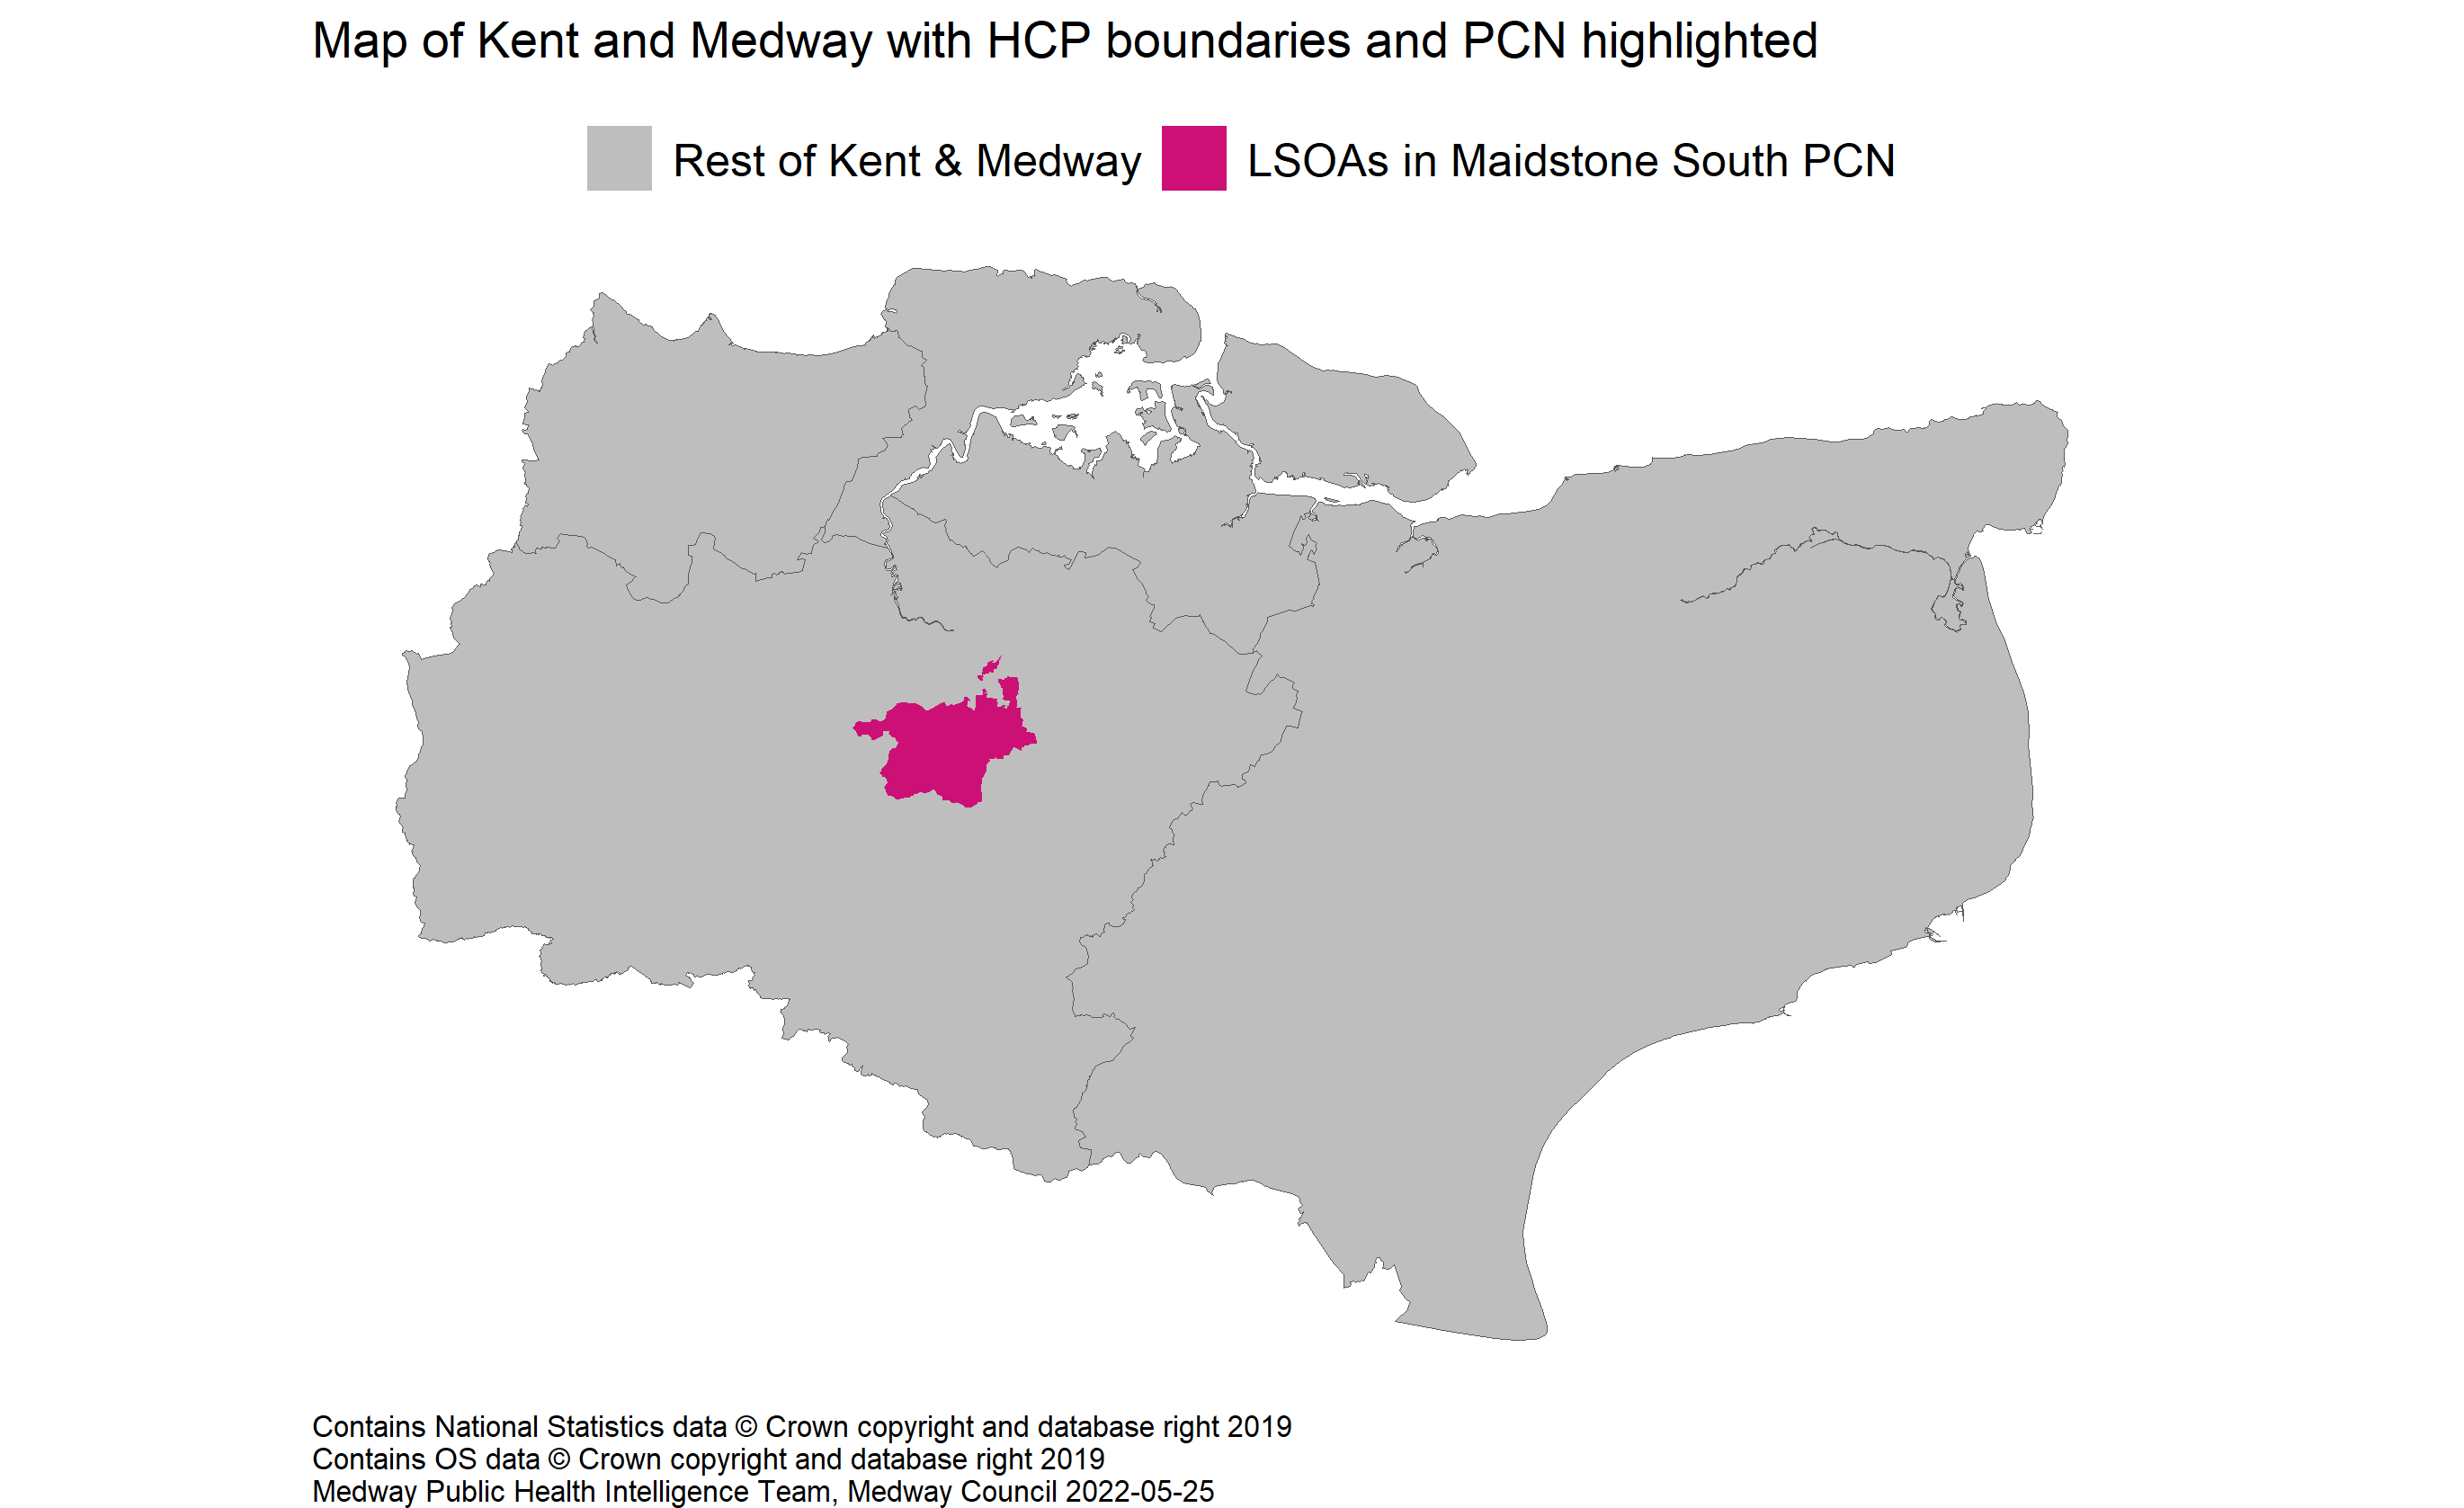 Map of Kent and Medway with HCP boundaries and PCN highlighted
Rest of Kent & Medway LSOAs in Maidstone South PCN
Contains National Statistics data © Crown copyright and database right 2019
Contains OS data © Crown copyright and database right 2019
Medway Public Health Intelligence Team, Medway Council 2022-05-25